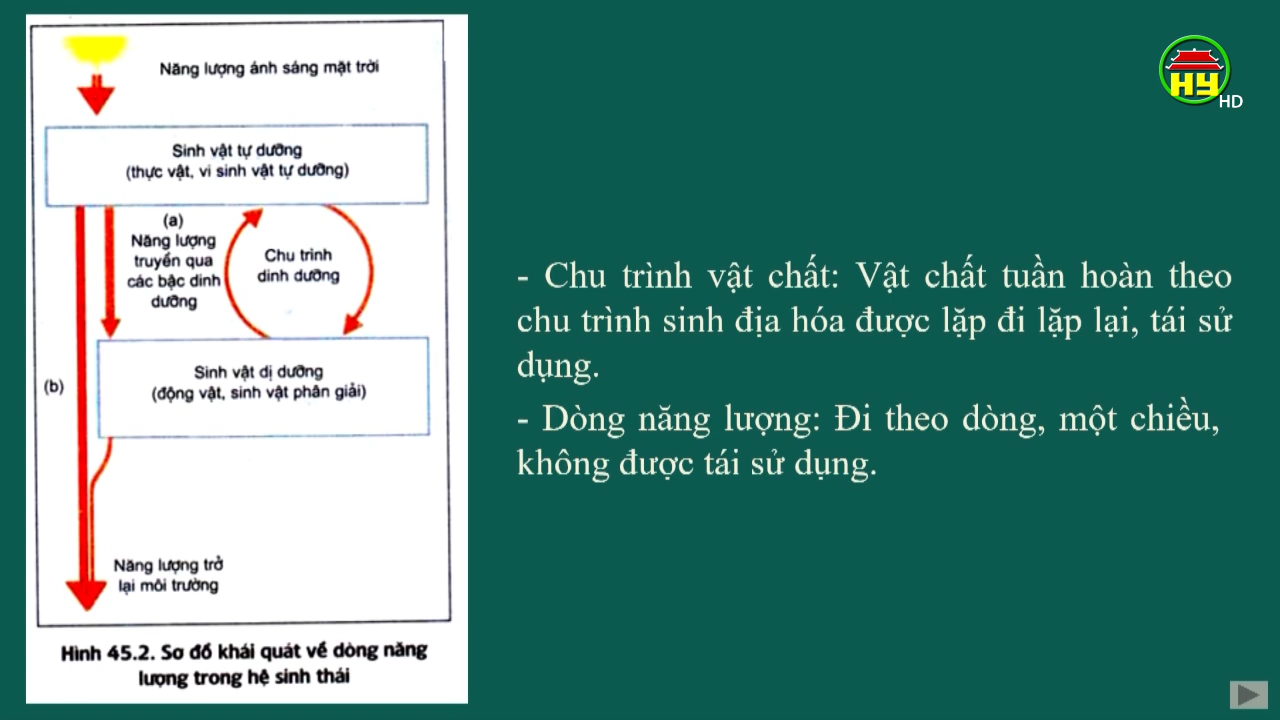 Năng lượng ánh sáng mặt trời
Sinh vật tự dưỡng
(thực vật, vi sinh vật tự dưỡng)
(a)
Năng lượng
truyền qua
các bậc dinh
dưỡng
Chu trình
dinh dưỡng
Sinh vật dị dưỡng
(động vật, sinh vật phân giải)
(b)
Năng lượng trở
lại môi trường
Hình 45.2. Sơ đồ khái quát về dòng năng
lượng trong hệ sinh thái
HY
HD
- Chu trình vật chất: Vật chất tuần hoàn theo
chu trình sinh địa hóa được lặp đi lặp lại, tái sử
dụng.
- Dòng năng lượng: Đi theo dòng, một chiều,
không được tái sử dụng.